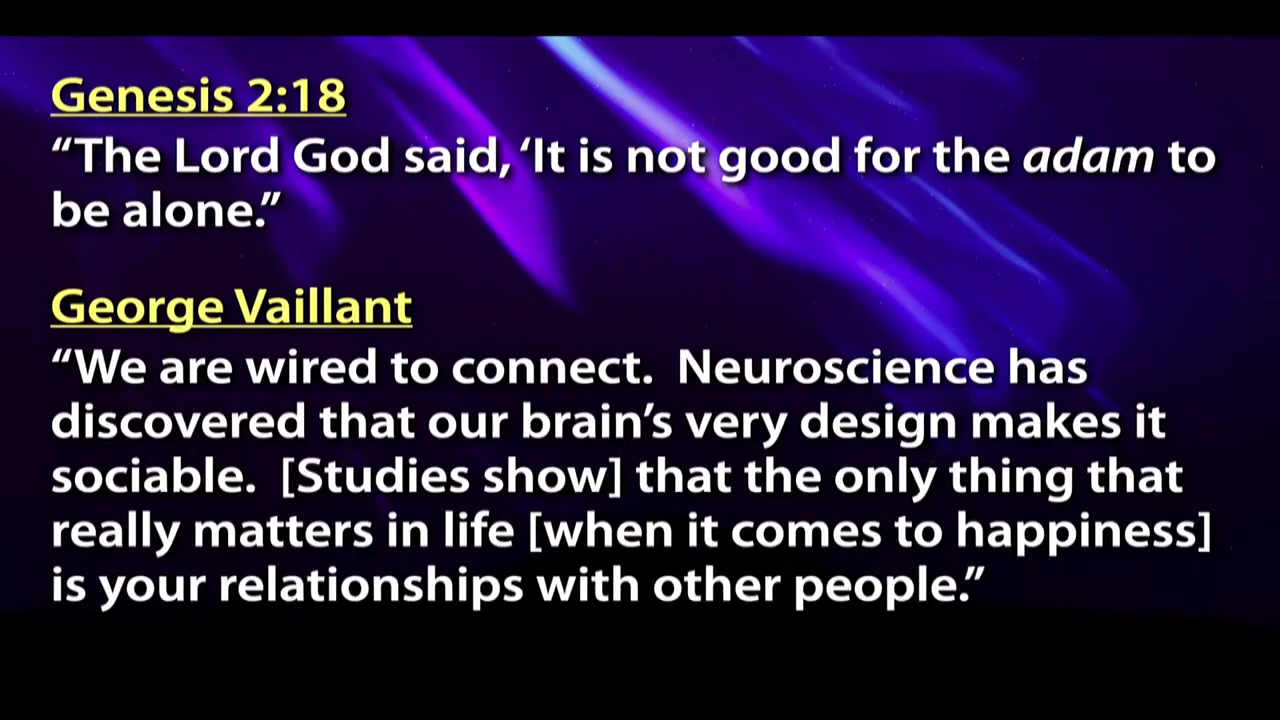 Genesis 2:18
“The Lord God said, ‘It is not good for the adam to
be alone.”
George Vaillant
“We are wired to connect.  Neuroscience has
discovered that our brain’s very design makes it
sociable.  [Studies show] that the only thing that
really matters in life [when it comes to happiness]
is your relationships with other people.”